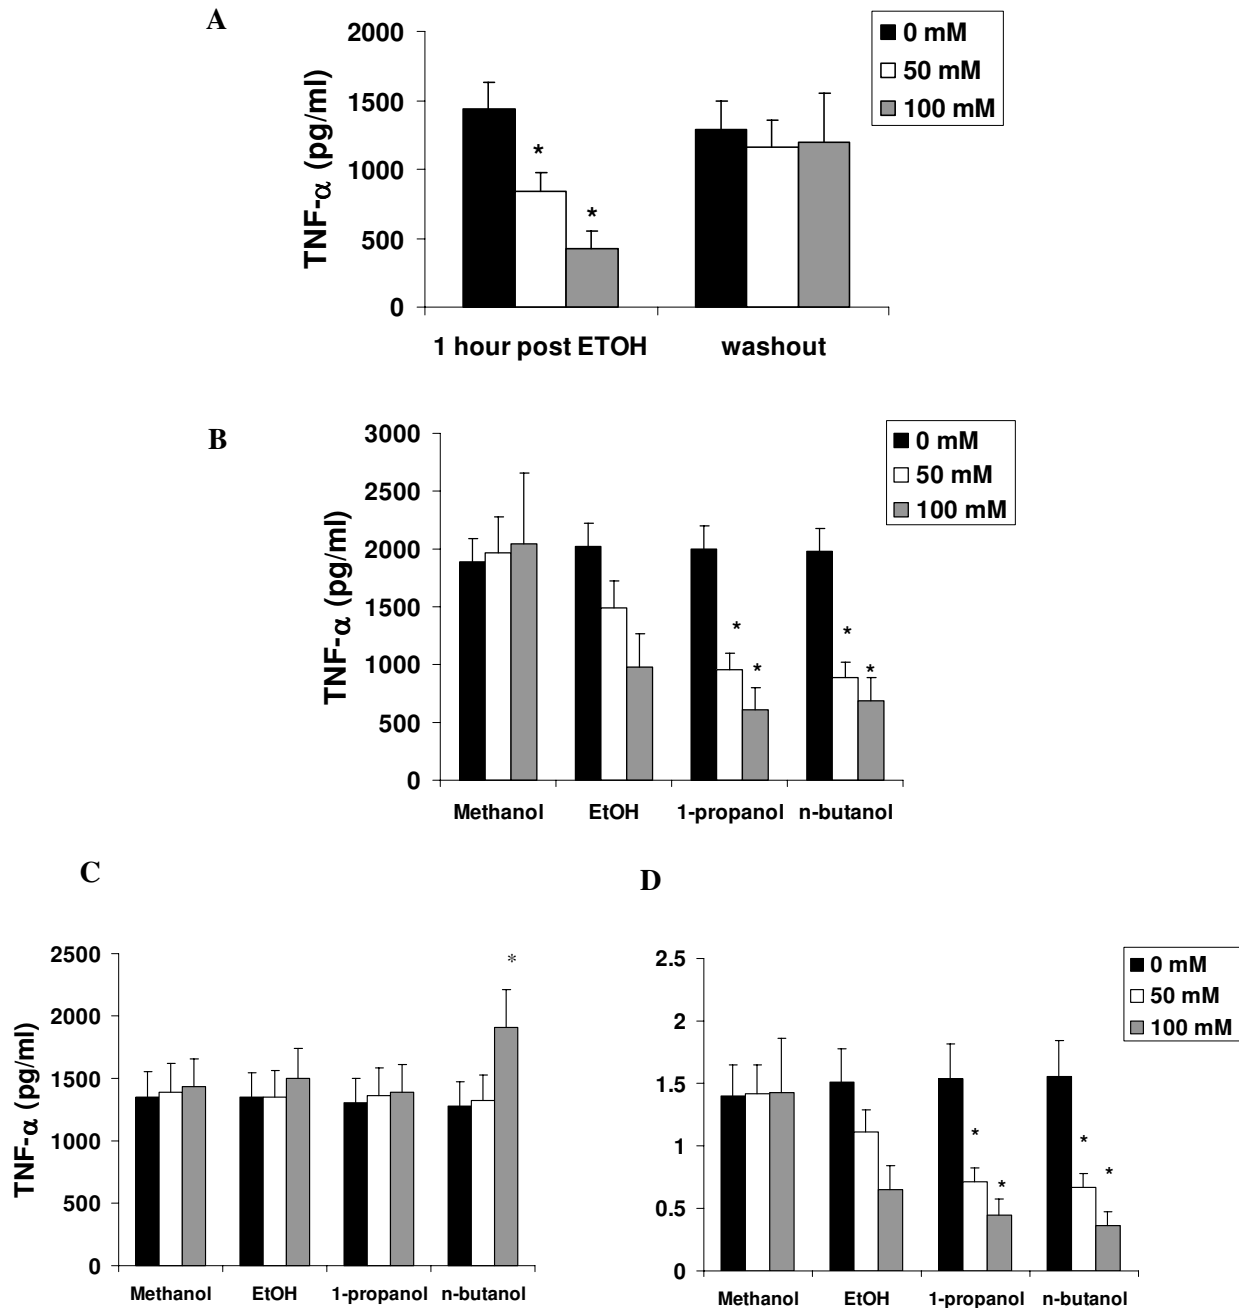 A
2000
1500
1000
500
0
TNF-α (pg/ml)
*
*
1 hour post ETOH
washout
0 mM
50 mM
100 mM
B
3000
2500
2000
1500
1000
500
0
TNF-α (pg/ml)
*
*
*
*
Methanol
EtOH
1-propanol
n-butanol
0 mM
50 mM
100 mM
C
2500
2000
1500
1000
500
0
TNF-α (pg/ml)
*
Methanol
EtOH
1-propanol
n-butanol
D
2.5
2
1.5
1
0.5
0
*
*
*
*
Methanol
EtOH
1-propanol
n-butanol
0 mM
50 mM
100 mM